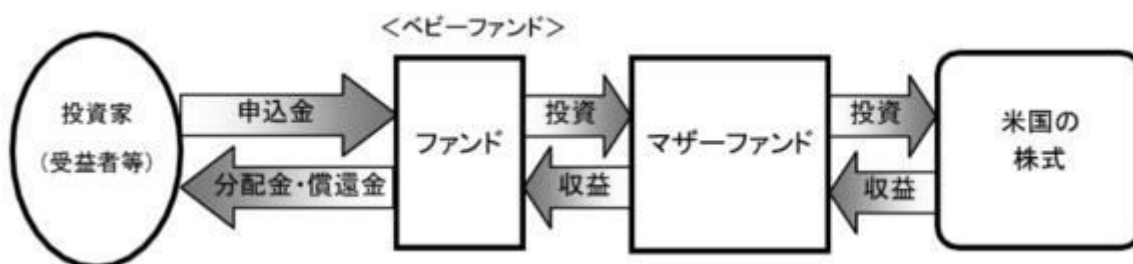 ＜ベビーファンド＞
投資家
（受益者等）
申込金
分配金・償還金
ファンド
投資
収益
マザーファンド
投資
収益
米国の
株式